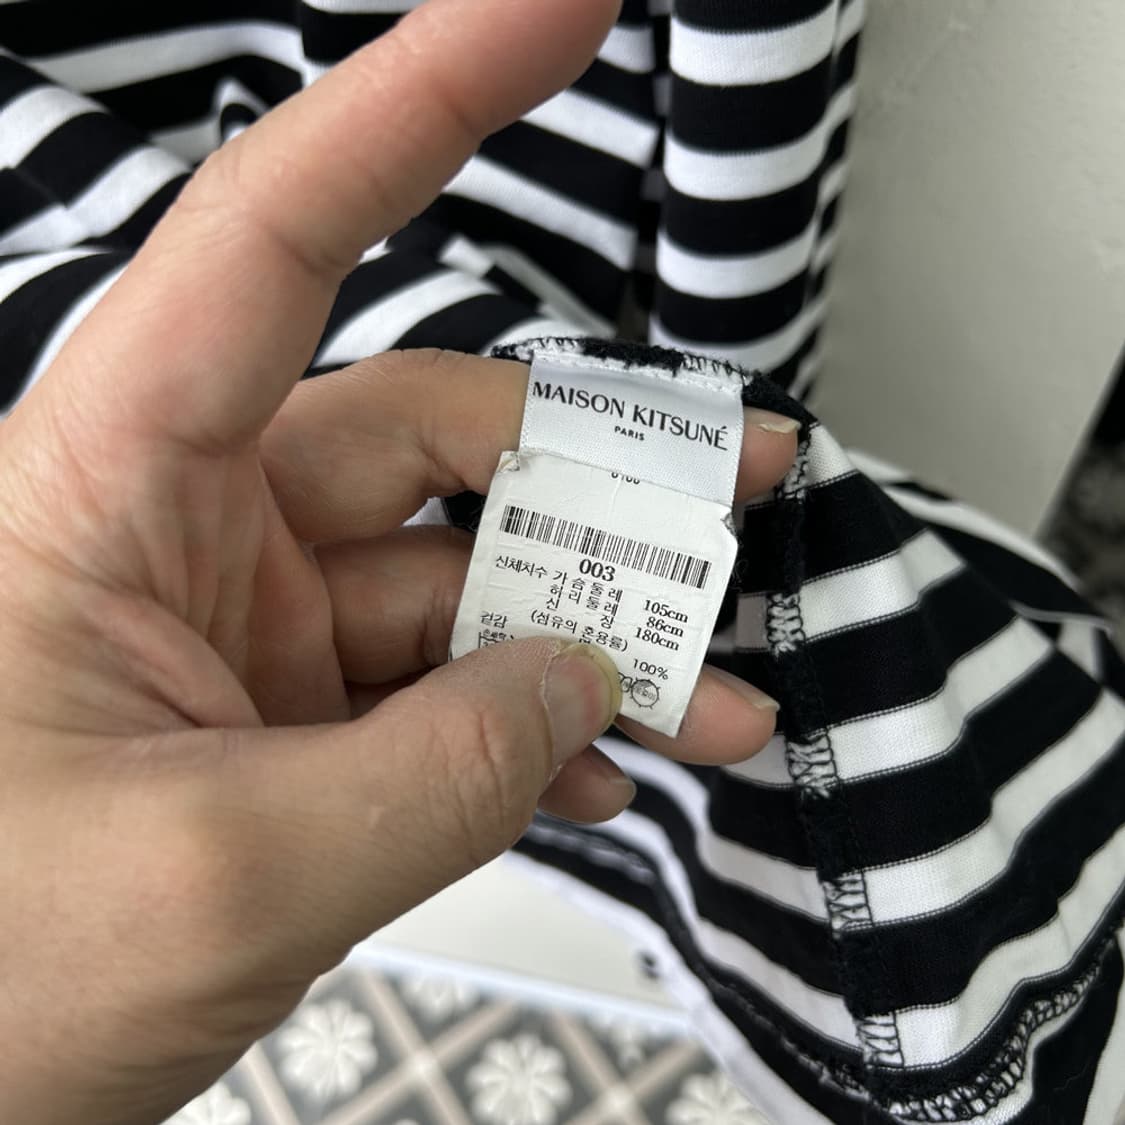 MAISON KITSUNÉ
PARIS
003
신체치수 가슴둘레 105cm
허리둘레 86cm
신장 180cm
겉감 (섬유의 혼용률)
100%